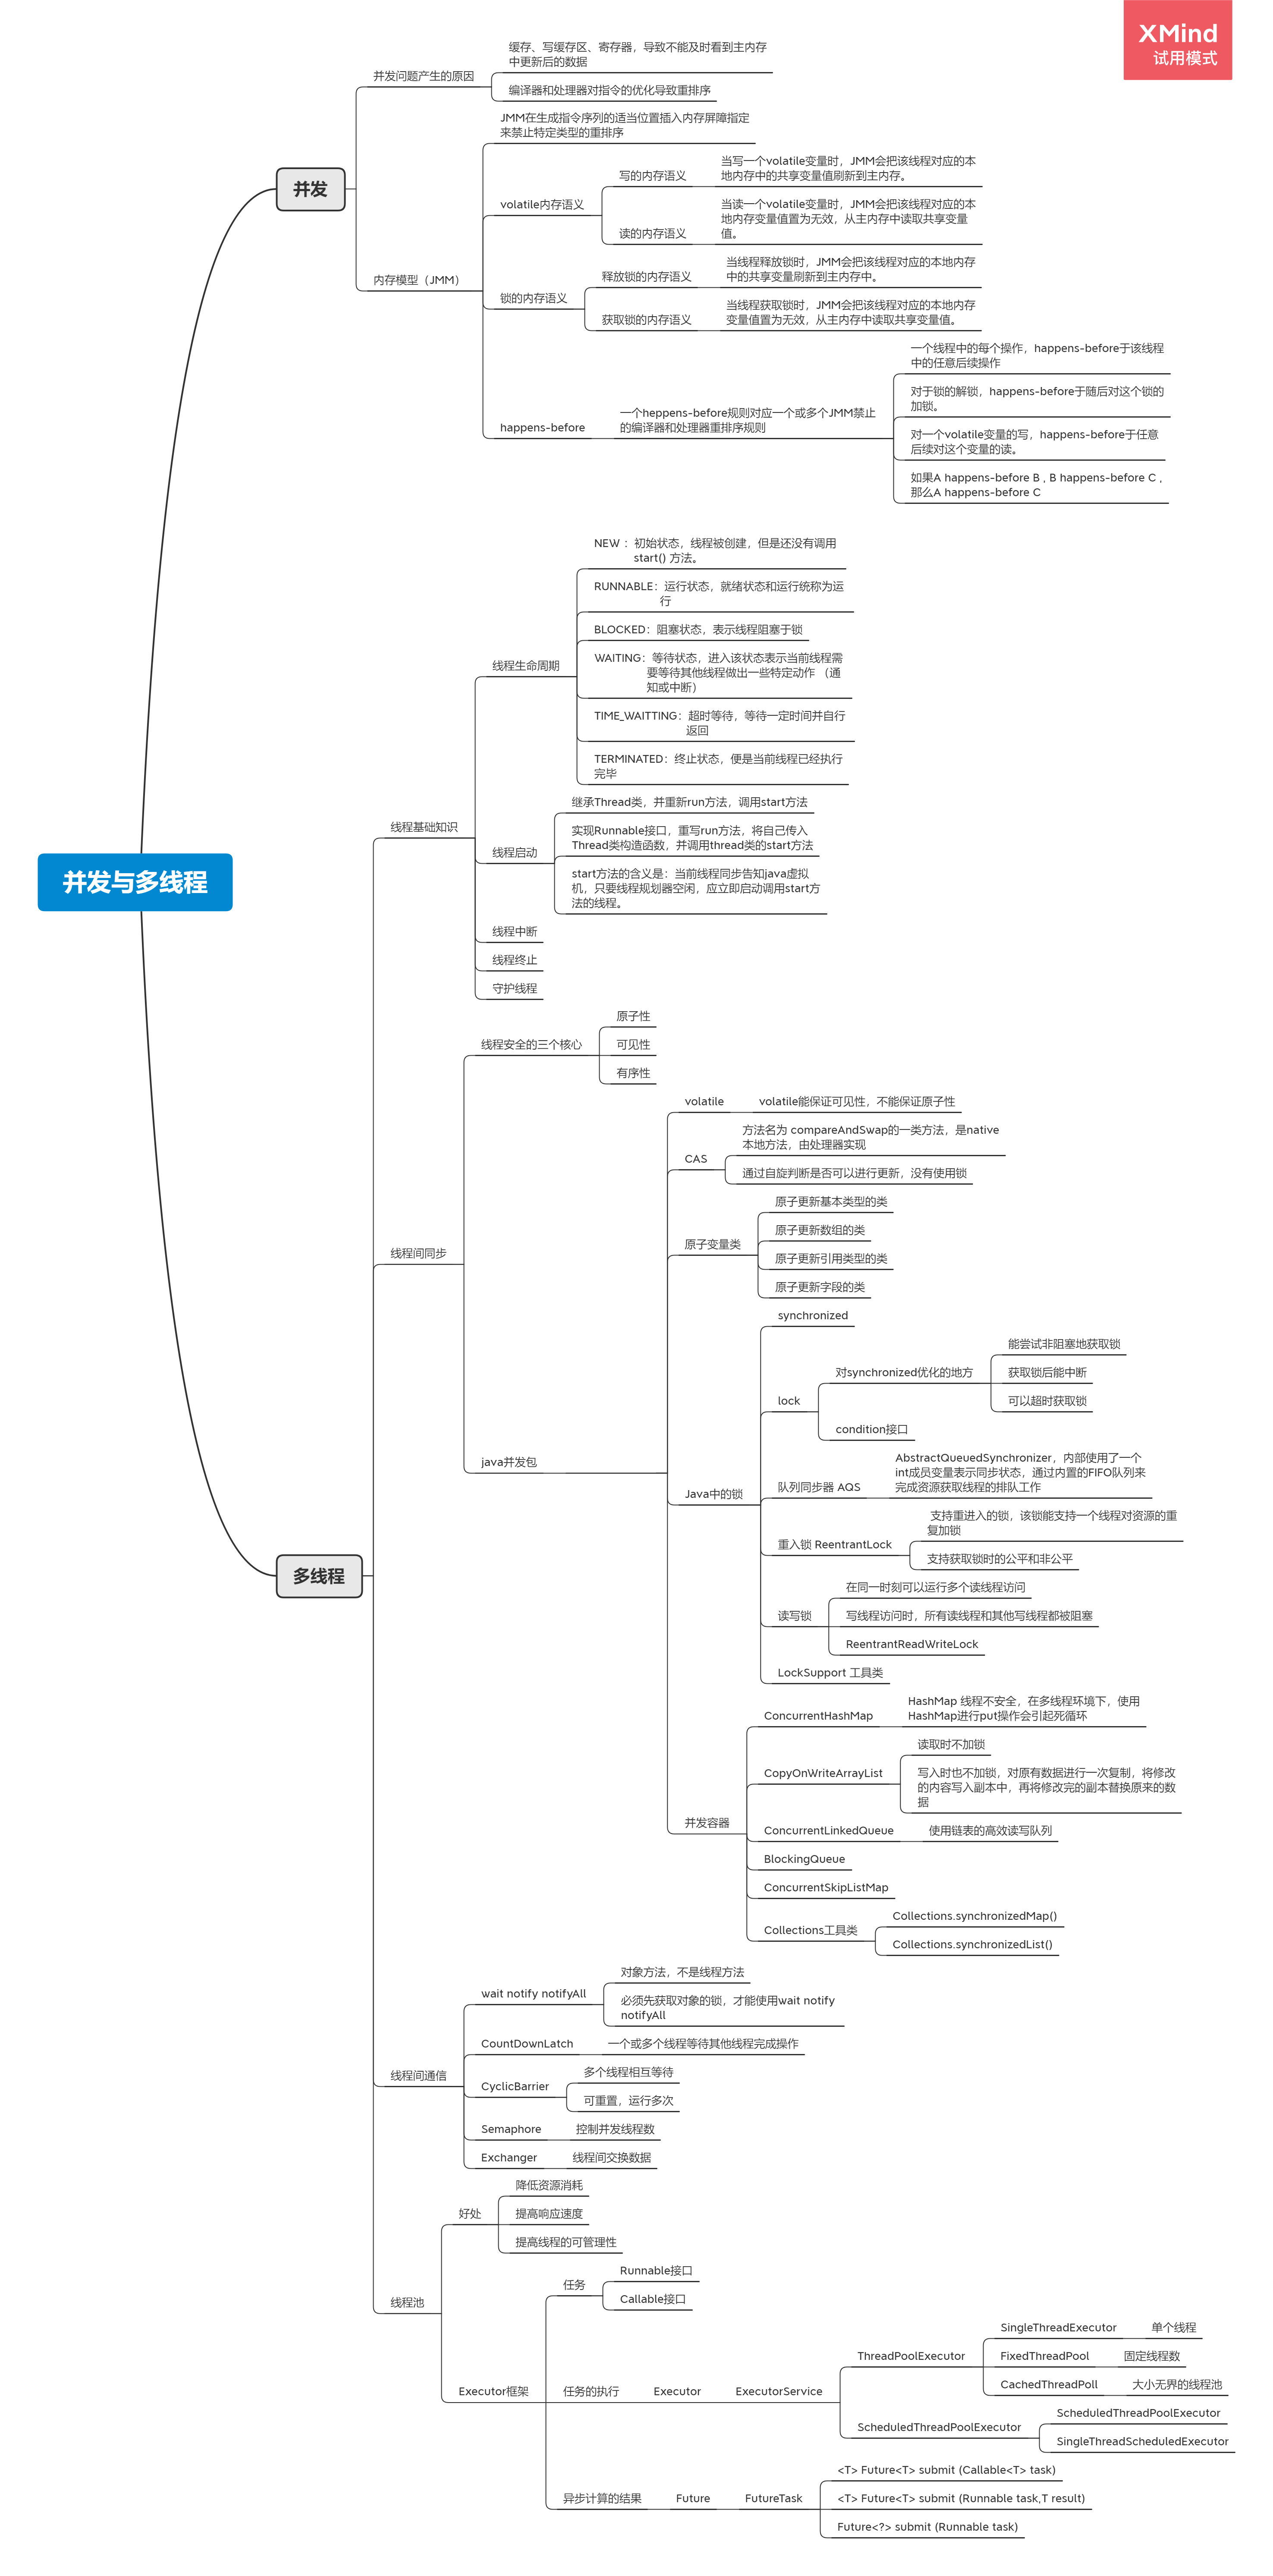 XMind
试用模式
并发与多线程
并发
并发问题产生的原因
缓存、写缓存区、寄存器，导致不能及时看到主内存
中更新后的数据
编译器和处理器对指令的优化导致重排序
内存模型（JMM）
JMM在生成指令序列的适当位置插入内存屏障指定
来禁止特定类型的重排序
volatile内存语义
写的内存语义
当写一个volatile变量时，JMM会把该线程对应的本
地内存中的共享变量值刷新到主内存。
读的内存语义
当读一个volatile变量时，JMM会把该线程对应的本
地内存变量值置为无效，从主内存中读取共享变量
值。
锁的内存语义
释放锁的内存语义
当线程释放锁时，JMM会把该线程对应的本地内存
中的共享变量刷新到主内存中。
获取锁的内存语义
当线程获取锁时，JMM会把该线程对应的本地内存
变量值置为无效，从主内存中读取共享变量值。
happens-before
一个heppens-before规则对应一个或多个JMM禁止
的编译器和处理器重排序规则
一个线程中的每个操作，happens-before于该线程
中的任意后续操作
对于锁的解锁，happens-before于随后对这个锁的
加锁。
对一个volatile变量的写，happens-before于任意
后续对这个变量的读。
如果A happens-before B , B happens-before C ,
那么A happens-before C
多线程
线程基础知识
线程生命周期
NEW ：初始状态，线程被创建，但是还没有调用
start() 方法。
RUNNABLE：运行状态，就绪状态和运行统称为运
行
BLOCKED：阻塞状态，表示线程阻塞于锁
WAITING：等待状态，进入该状态表示当前线程需
要等待其他线程做出一些特定动作 （通
知或中断）
TIME_WAITTING：超时等待，等待一定时间并自行
返回
TERMINATED：终止状态，便是当前线程已经执行
完毕
线程启动
继承Thread类，并重新run方法，调用start方法
实现Runnable接口，重写run方法，将自己传入
Thread类构造函数，并调用thread类的start方法
start方法的含义是：当前线程同步告知java虚拟
机，只要线程规划器空闲，应立即启动调用start方
法的线程。
线程中断
线程终止
守护线程
线程间同步
线程安全的三个核心
原子性
可见性
有序性
java并发包
volatile
volatile能保证可见性，不能保证原子性
CAS
方法名为 compareAndSwap的一类方法，是native
本地方法，由处理器实现
通过自旋判断是否可以进行更新，没有使用锁
原子变量类
原子更新基本类型的类
原子更新数组的类
原子更新引用类型的类
原子更新字段的类
Java中的锁
synchronized
lock
对synchronized优化的地方
能尝试非阻塞地获取锁
获取锁后能中断
可以超时获取锁
condition接口
队列同步器 AQS
AbstractQueuedSynchronizer，内部使用了一个
int成员变量表示同步状态，通过内置的FIFO队列来
完成资源获取线程的排队工作
重入锁 ReentrantLock
支持重进入的锁，该锁能支持一个线程对资源的重
复加锁
支持获取锁时的公平和非公平
读写锁
在同一时刻可以运行多个读线程访问
写线程访问时，所有读线程和其他写线程都被阻塞
ReentrantReadWriteLock
LockSupport 工具类
并发容器
ConcurrentHashMap
HashMap 线程不安全，在多线程环境下，使用
HashMap进行put操作会引起死循环
CopyOnWriteArrayList
读取时不加锁
写入时也不加锁，对原有数据进行一次复制，将修改
的内容写入副本中，再将修改完的副本替换原来的数
据
ConcurrentLinkedQueue
使用链表的高效读写队列
BlockingQueue
ConcurrentSkipListMap
Collections工具类
Collections.synchronizedMap()
Collections.synchronizedList()
线程间通信
wait notify notifyAll
对象方法，不是线程方法
必须先获取对象的锁，才能使用wait notify
notifyAll
CountDownLatch
一个或多个线程等待其他线程完成操作
CyclicBarrier
多个线程相互等待
可重置，运行多次
Semaphore
控制并发线程数
Exchanger
线程间交换数据
线程池
好处
降低资源消耗
提高响应速度
提高线程的可管理性
Executor框架
任务
Runnable接口
Callable接口
任务的执行
Executor
ExecutorService
ThreadPoolExecutor
SingleThreadExecutor
单个线程
FixedThreadPool
固定线程数
CachedThreadPoll
大小无界的线程池
ScheduledThreadPoolExecutor
ScheduledThreadPoolExecutor
SingleThreadScheduledExecutor
异步计算的结果
Future
FutureTask
&lt;T&gt; Future&lt;T&gt; submit (Callable&lt;T&gt; task)
&lt;T&gt; Future&lt;T&gt; submit (Runnable task,T result)
Future&lt;?&gt; submit (Runnable task)